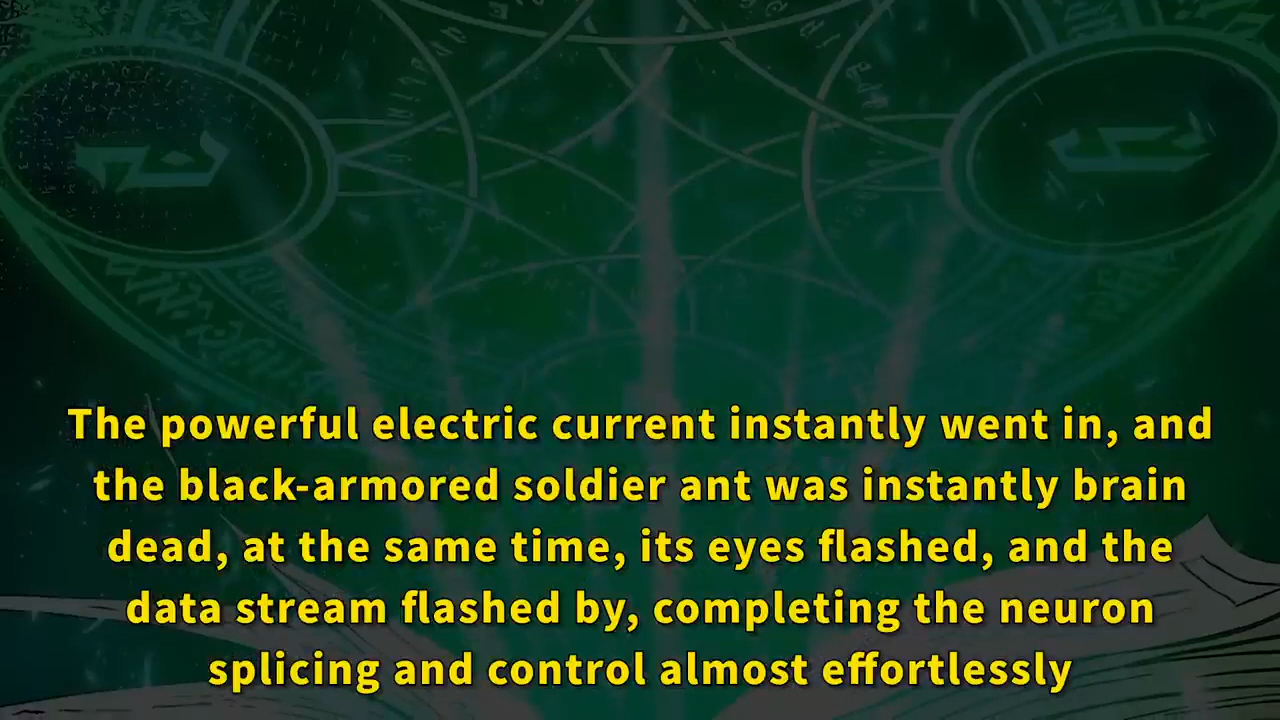 The powerful electric current instantly went in, and
the black-armored soldier ant was instantly brain
dead, at the same time, its eyes flashed, and the
data stream flashed by, completing the neuron
splicing and control almost effortlessly